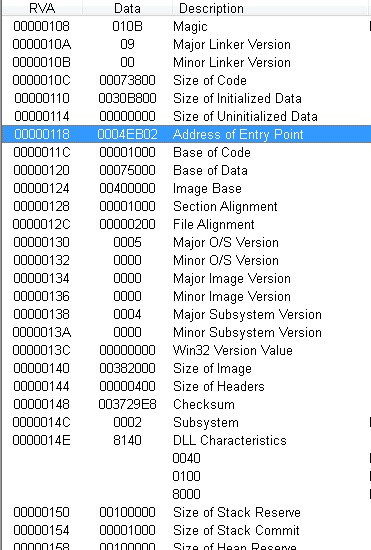 RVA Data Description
00000108 010B Magic
0000010A 09 Major Linker Version
0000010B 00 Minor Linker Version
0000010C 00073800 Size of Code
00000110 0030B800 Size of Initialized Data
00000114 00000000 Size of Uninitialized Data
00000118 0004EB02 Address of Entry Point
0000011C 00001000 Base of Code
00000120 00075000 Base of Data
00000124 00400000 Image Base
00000128 00001000 Section Alignment
0000012C 00000200 File Alignment
00000130 0005 Major O/S Version
00000132 0000 Minor O/S Version
00000134 0000 Major Image Version
00000136 0000 Minor Image Version
00000138 0004 Major Subsystem Version
0000013A 0000 Minor Subsystem Version
0000013C 00000000 Win32 Version Value
00000140 00382000 Size of Image
00000144 00000400 Size of Headers
00000148 003729E8 Checksum
0000014C 0002 Subsystem
0000014E 8140 DLL Characteristics
0040
0100
8000
00000150 00100000 Size of Stack Reserve
00000154 00001000 Size of Stack Commit
00000158 00100000 Size of Heap Reserve